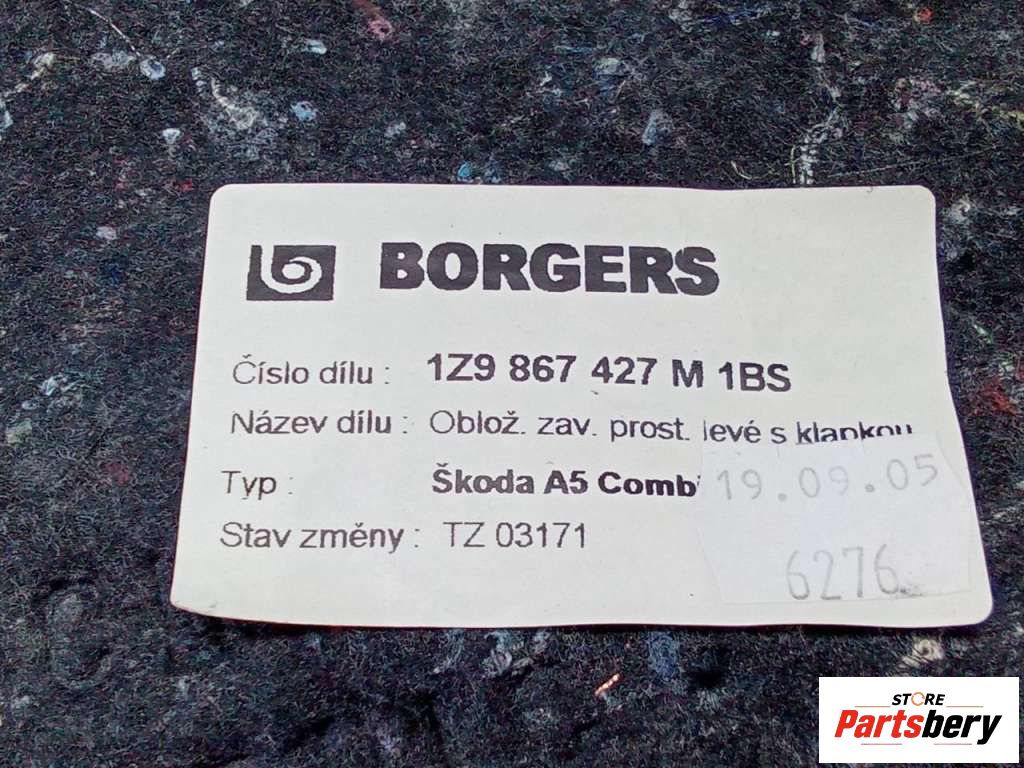 BORGERS
Číslo dílu : 1Z9 867 427 M 1BS
Název dílu : Oblož. zav. prost. levé s klapkou
Typ : Škoda A5 Comb
19.09.05
Stav změny : TZ 03171
6276
STORE
Partsbery